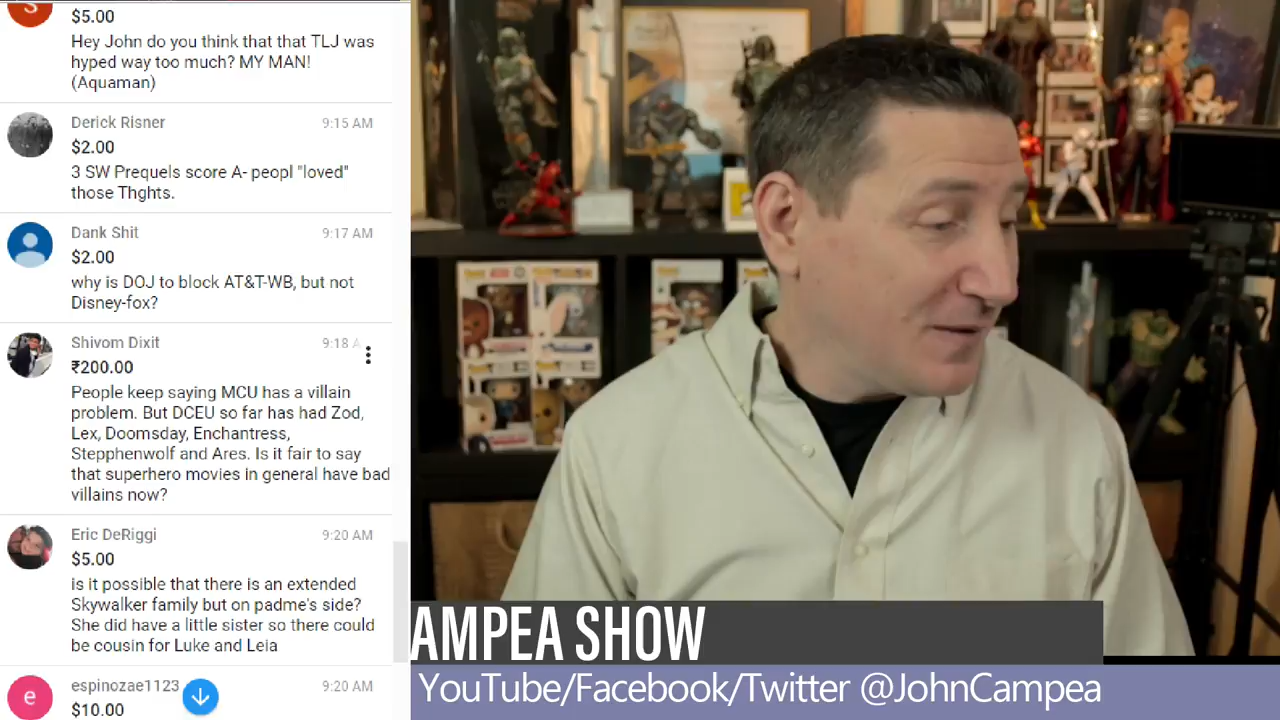 $5.00
Hey John do you think that that TLJ was
hyped way too much? MY MAN!
(Aquaman)
Derick Risner 9:15 AM
$2.00
3 SW Prequels score A- peopl "loved"
those Thghts.
Dank Shit 9:17 AM
$2.00
why is DOJ to block AT&T-WB, but not
Disney-fox?
Shivom Dixit 9:18 A
₹200.00
People keep saying MCU has a villain
problem. But DCEU so far has had Zod,
Lex, Doomsday, Enchantress,
Stepphenwolf and Ares. Is it fair to say
that superhero movies in general have bad
villains now?
Eric DeRiggi 9:20 AM
$5.00
is it possible that there is an extended
Skywalker family but on padme's side?
She did have a little sister so there could
be cousin for Luke and Leia
e
espinozae1123 9:20 AM
$10.00
AMPEA SHOW
YouTube/Facebook/Twitter @JohnCampea